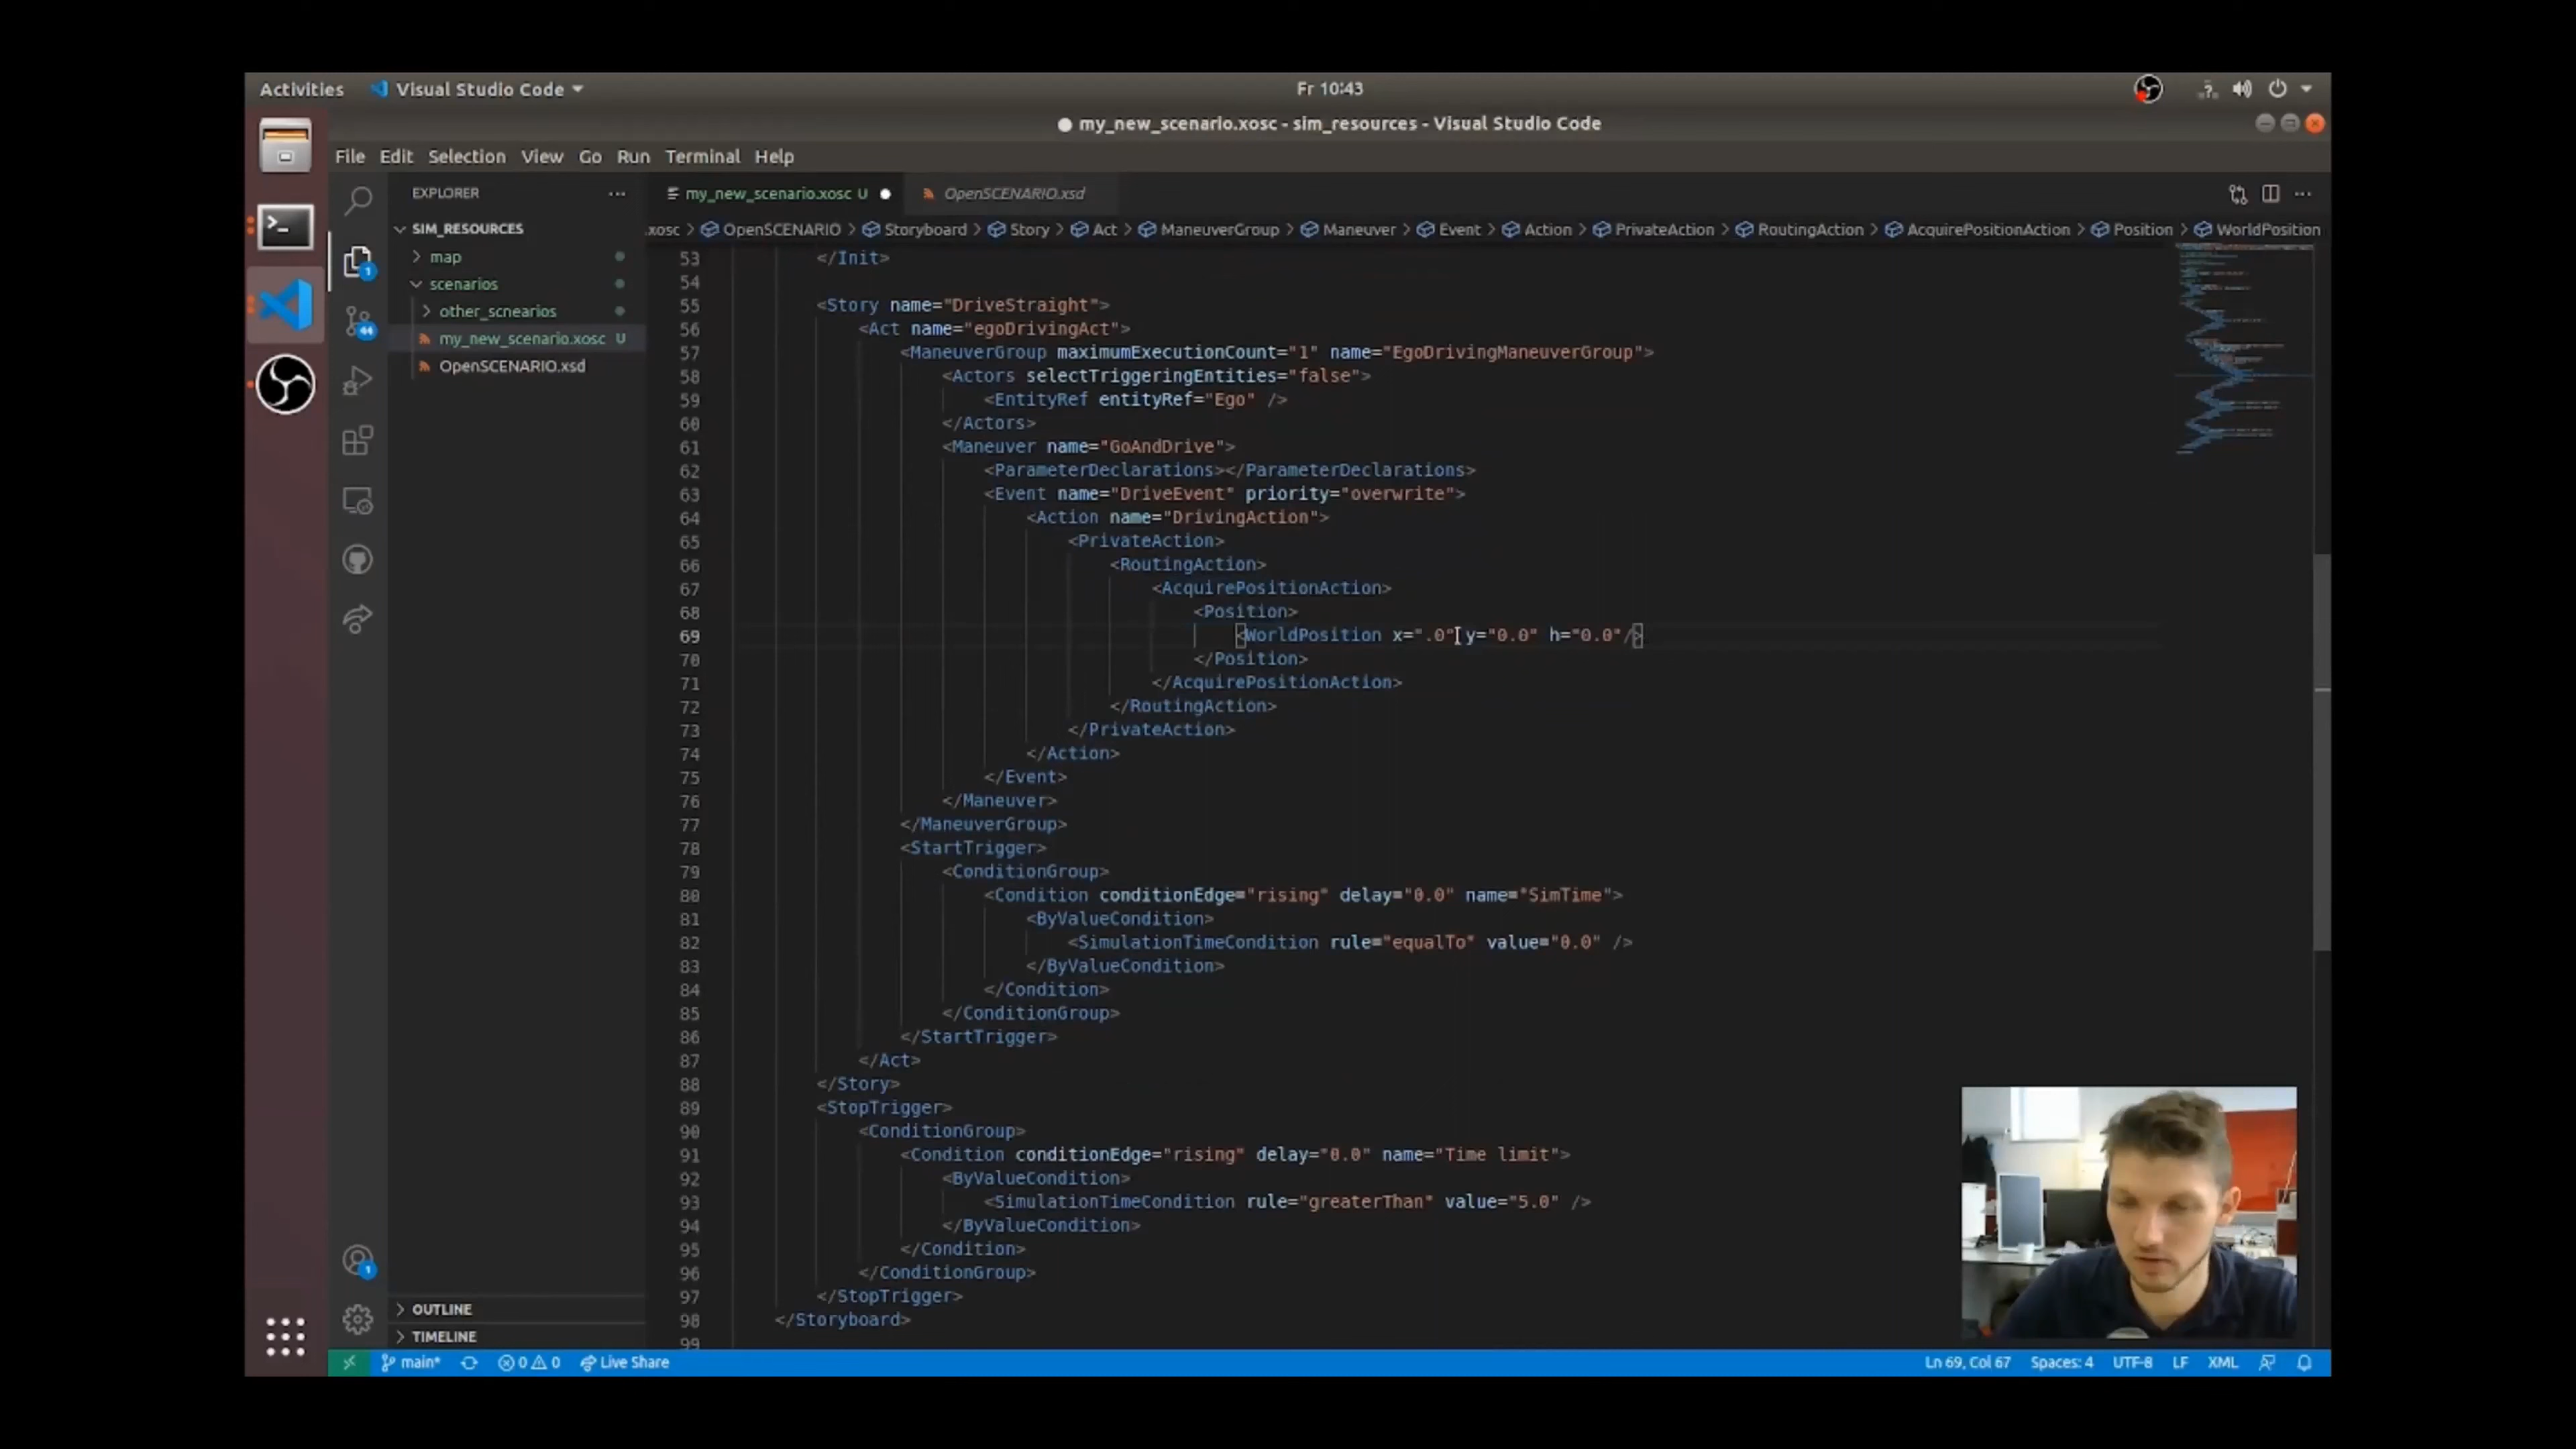 Activities Visual Studio Code Fr 10:43
my_new_scenario.xosc - sim_resources - Visual Studio Code
File Edit Selection View Go Run Terminal Help
EXPLORER
SIM_RESOURCES
map
scenarios
other_scnearios
my_new_scenario.xosc U
OpenSCENARIO.xsd
OUTLINE
TIMELINE
my_new_scenario.xosc U OpenSCENARIO.xsd
.xosc > OpenSCENARIO > Storyboard > Story > Act > ManeuverGroup > Maneuver > Event > Action > PrivateAction > RoutingAction > AcquirePositionAction > Position > WorldPosition
53 </Init>
54
55 <Story name="DriveStraight">
56 <Act name="egoDrivingAct">
57 <ManeuverGroup maximumExecutionCount="1" name="EgoDrivingManeuverGroup">
58 <Actors selectTriggeringEntities="false">
59 <EntityRef entityRef="Ego" />
60 </Actors>
61 <Maneuver name="GoAndDrive">
62 <ParameterDeclarations></ParameterDeclarations>
63 <Event name="DriveEvent" priority="overwrite">
64 <Action name="DrivingAction">
65 <PrivateAction>
66 <RoutingAction>
67 <AcquirePositionAction>
68 <Position>
69 <WorldPosition x=".0" y="0.0" h="0.0"/>
70 </Position>
71 </AcquirePositionAction>
72 </RoutingAction>
73 </PrivateAction>
74 </Action>
75 </Event>
76 </Maneuver>
77 </ManeuverGroup>
78 <StartTrigger>
79 <ConditionGroup>
80 <Condition conditionEdge="rising" delay="0.0" name="SimTime">
81 <ByValueCondition>
82 <SimulationTimeCondition rule="equalTo" value="0.0" />
83 </ByValueCondition>
84 </Condition>
85 </ConditionGroup>
86 </StartTrigger>
87 </Act>
88 </Story>
89 <StopTrigger>
90 <ConditionGroup>
91 <Condition conditionEdge="rising" delay="0.0" name="Time limit">
92 <ByValueCondition>
93 <SimulationTimeCondition rule="greaterThan" value="5.0" />
94 </ByValueCondition>
95 </Condition>
96 </ConditionGroup>
97 </StopTrigger>
98 </Storyboard>
99
main* 0 0 Live Share Ln 69, Col 67 Spaces: 4 UTF-8 LF XML